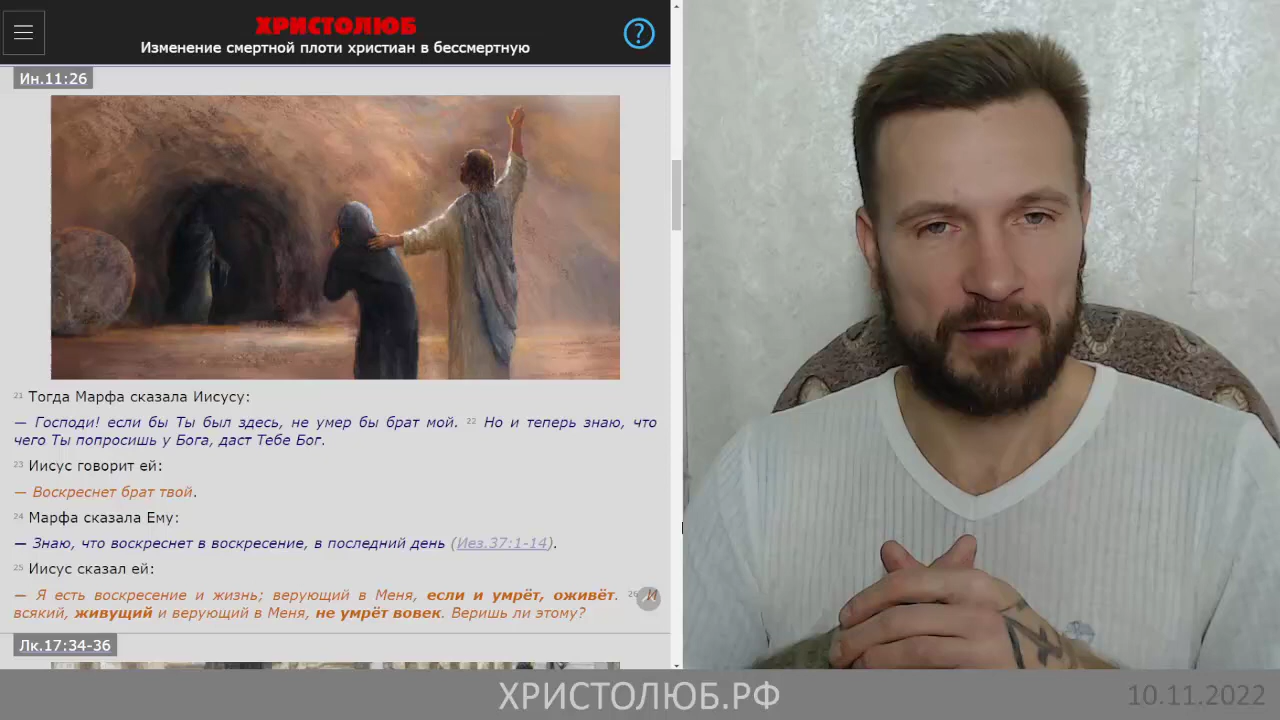 ХРИСТОЛЮБ
Изменение смертной плоти христиан в бессмертную
?
Ин.11:26
21 Тогда Марфа сказала Иисусу:
— Господи! если бы Ты был здесь, не умер бы брат мой. 22 Но и теперь знаю, что
чего Ты попросишь у Бога, даст Тебе Бог.
23 Иисус говорит ей:
— Воскреснет брат твой.
24 Марфа сказала Ему:
— Знаю, что воскреснет в воскресение, в последний день (Иез.37:1-14).
25 Иисус сказал ей:
— Я есть воскресение и жизнь; верующий в Меня, если и умрёт, оживёт. 26 И
всякий, живущий и верующий в Меня, не умрёт вовек. Веришь ли этому?
Лк.17:34-36
ХРИСТОЛЮБ.РФ
10.11.2022